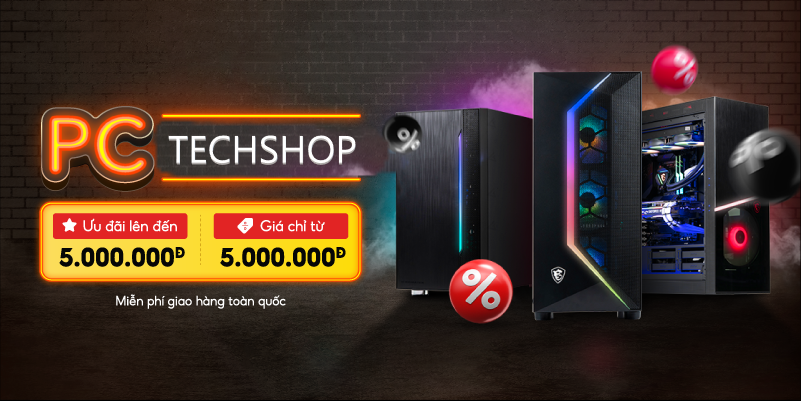 PC
TECHSHOP
Ưu đãi lên đến
5.000.000Đ
Giá chỉ từ
5.000.000Đ
Miễn phí giao hàng toàn quốc
%
%
%
%